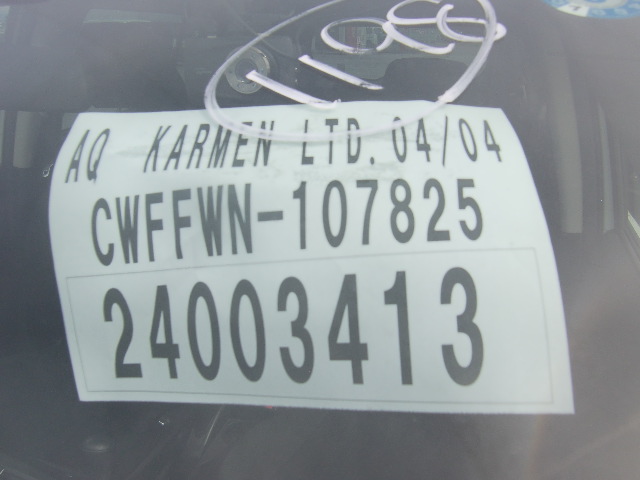 AQ KARMEN LTD. 04/04
CWFFWN-107825
24003413